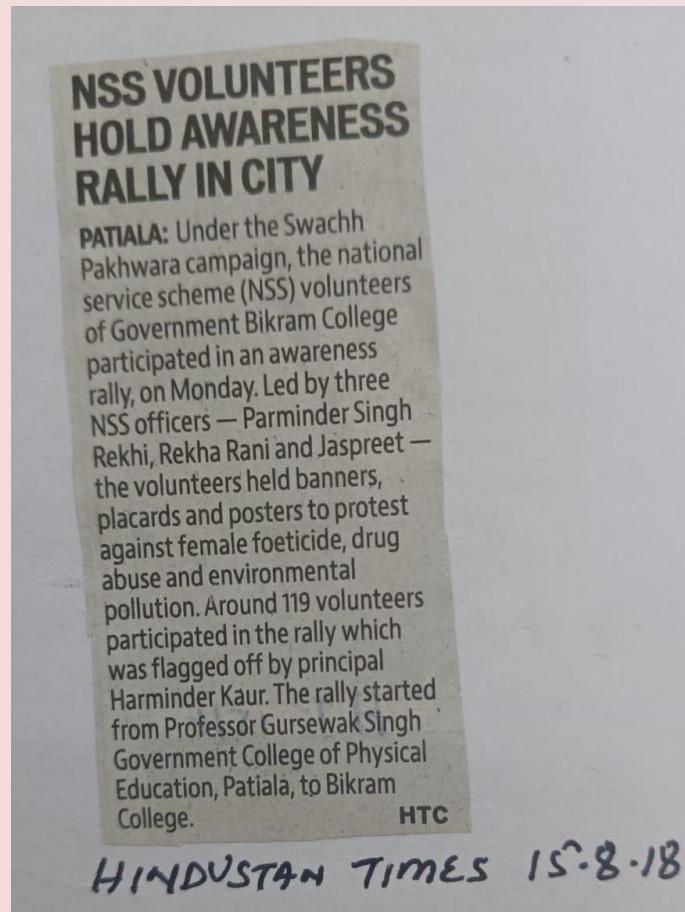 NSS VOLUNTEERS
HOLD AWARENESS
RALLY IN CITY
PATIALA: Under the Swachh
Pakhwara campaign, the national
service scheme (NSS) volunteers
of Government Bikram College
participated in an awareness
rally, on Monday. Led by three
NSS officers — Parminder Singh
Rekhi, Rekha Rani and Jaspreet —
the volunteers held banners,
placards and posters to protest
against female foeticide, drug
abuse and environmental
pollution. Around 119 volunteers
participated in the rally which
was flagged off by principal
Harminder Kaur. The rally started
from Professor Gursewak Singh
Government College of Physical
Education, Patiala, to Bikram
College. HTC
HINDUSTAN TIMES 15.8.18